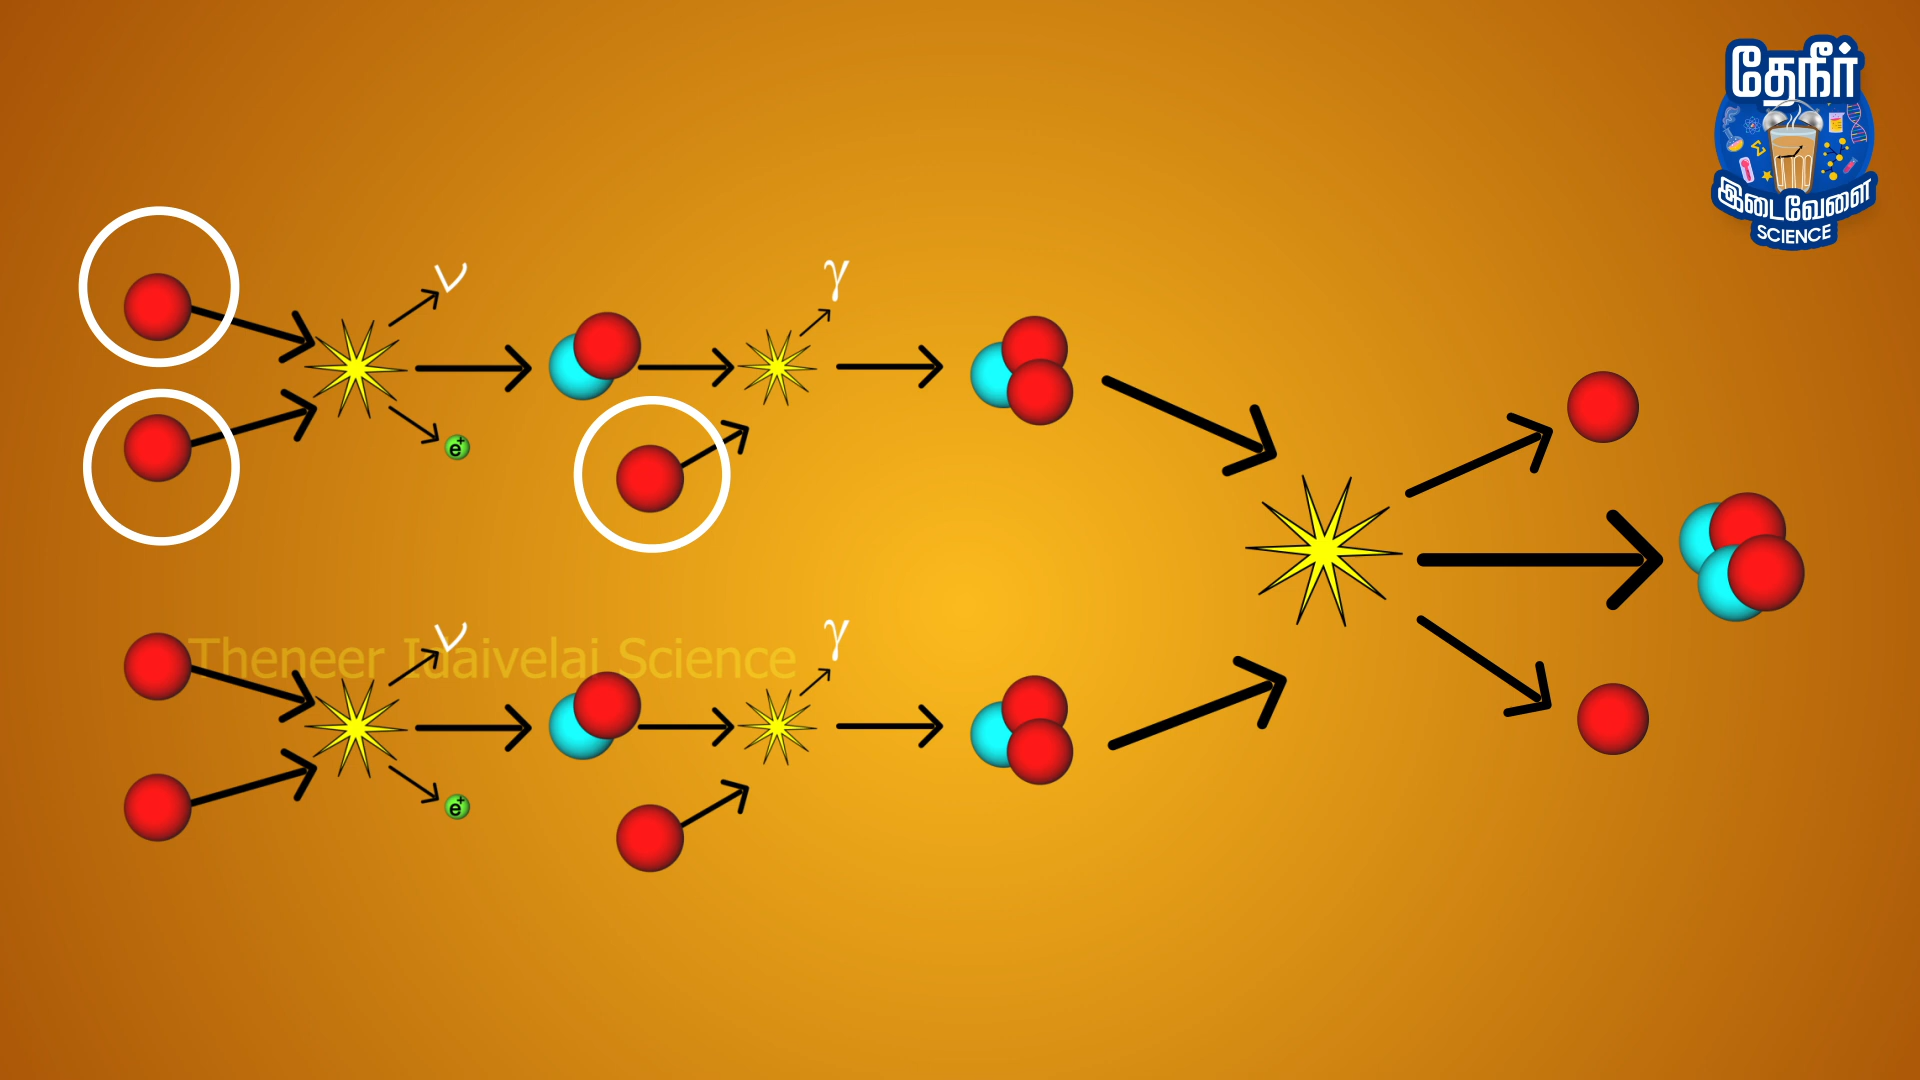 தேநீர்
இடைவேளை
SCIENCE
ν
γ
e⁺
Theneer Idaivelai Science
ν
γ
e⁺